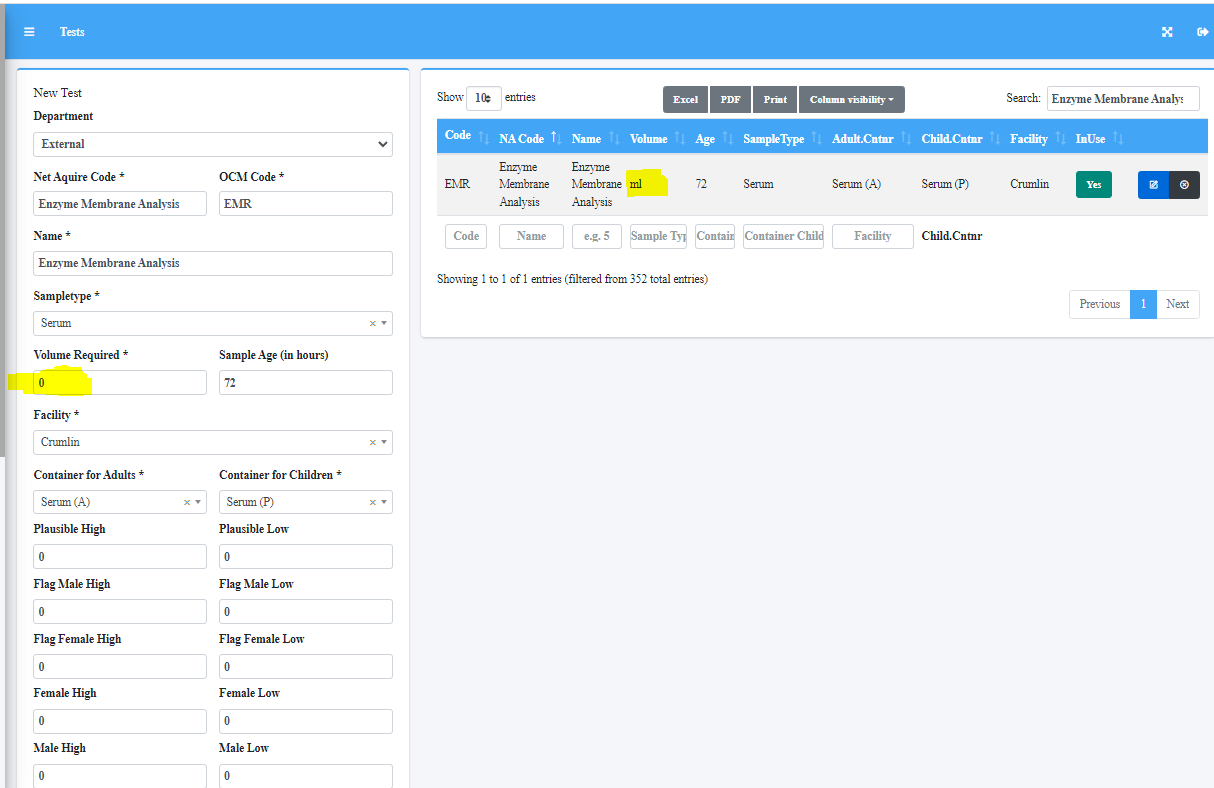 Tests
New Test
Department
External
Net Aquire Code * OCM Code *
Enzyme Membrane Analysis EMR
Name *
Enzyme Membrane Analysis
Sampletype *
Serum
Volume Required * Sample Age (in hours)
0 72
Facility *
Crumlin
Container for Adults * Container for Children *
Serum (A) Serum (P)
Plausible High Plausible Low
0 0
Flag Male High Flag Male Low
0 0
Flag Female High Flag Female Low
0 0
Female High Female Low
0 0
Male High Male Low
0 0
Show 10 entries Excel PDF Print Column visibility Search: Enzyme Membrane Analys
Code NA Code Name Volume Age SampleType Adult.Cntnr Child.Cntnr Facility InUse
EMR Enzyme Membrane Analysis Enzyme Membrane Analysis ml 72 Serum Serum (A) Serum (P) Crumlin Yes
Code Name e.g. 5 Sample Typ Contain Container Child Facility Child.Cntnr
Showing 1 to 1 of 1 entries (filtered from 352 total entries)
Previous 1 Next